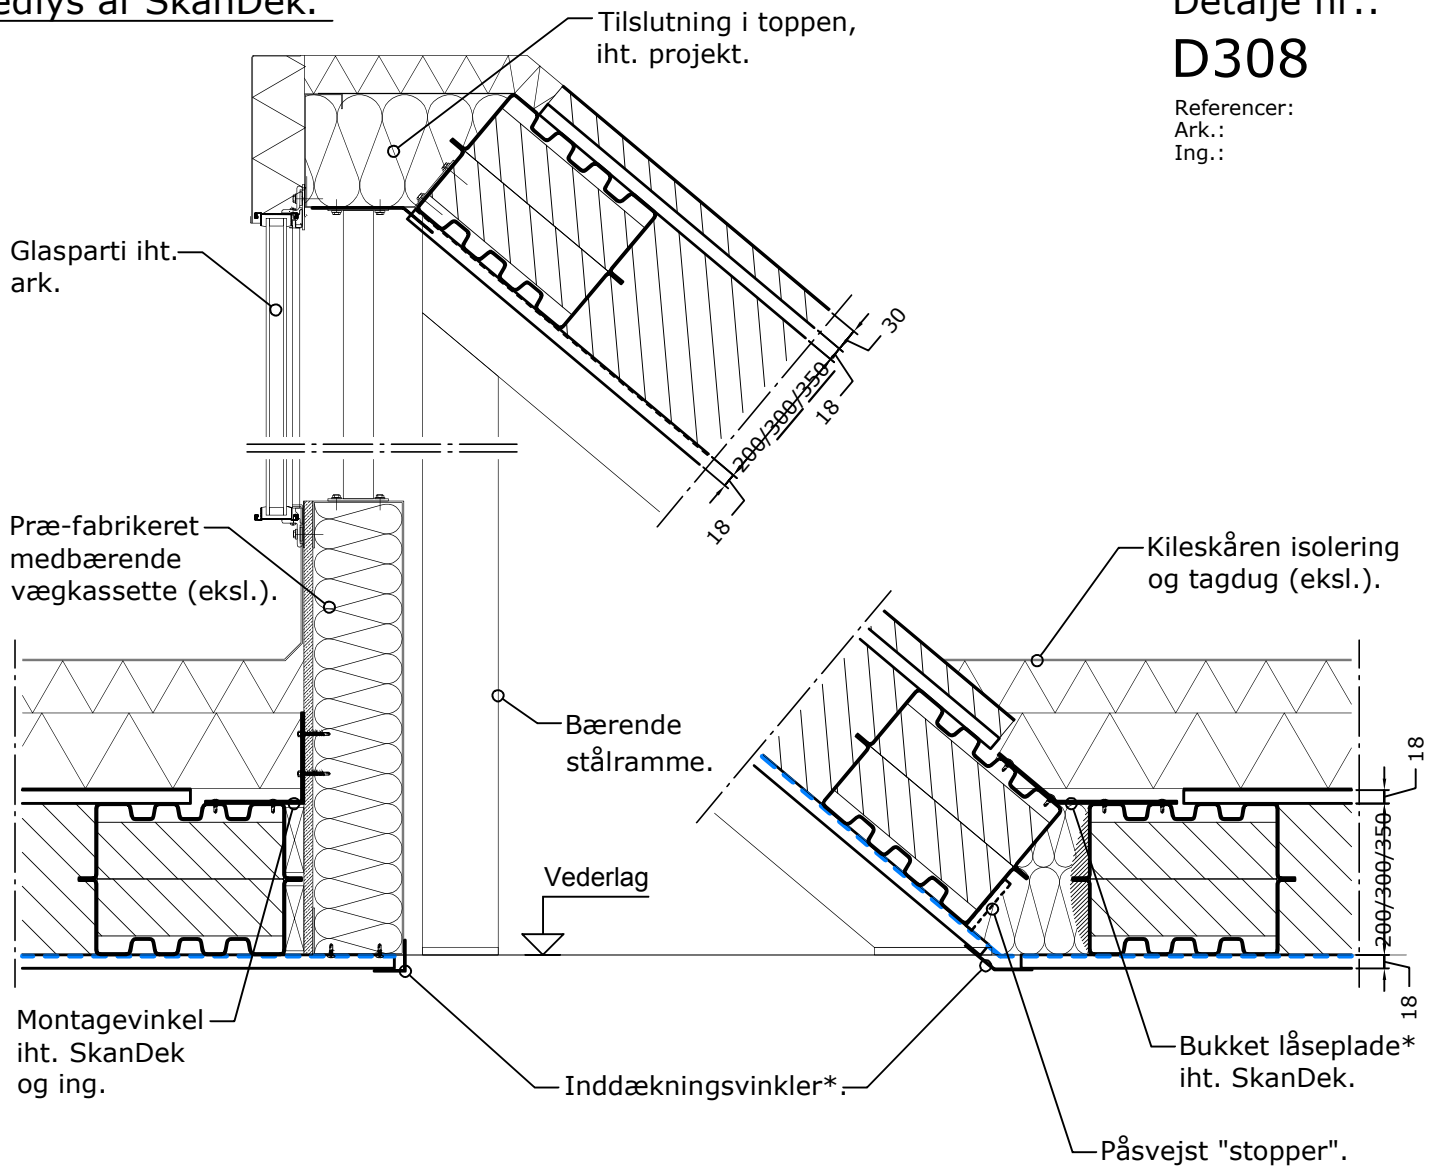 af SkanDek.
Detalje nr.:
D308
Referencer:
Ark.:
Ing.:
Tilslutning i toppen,
iht. projekt.
Glasparti iht.
ark.
30
18
200/300/350
18
Præ-fabrikeret
medbærende
vægkassette (eksl.).
Kileskåren isolering
og tagdug (eksl.).
Bærende
stålramme.
18
200/300/350
18
Vederlag
Montagevinkel
iht. SkanDek
og ing.
Inddækningsvinkler*.
Bukket låseplade*
iht. SkanDek.
Påsvejst "stopper".